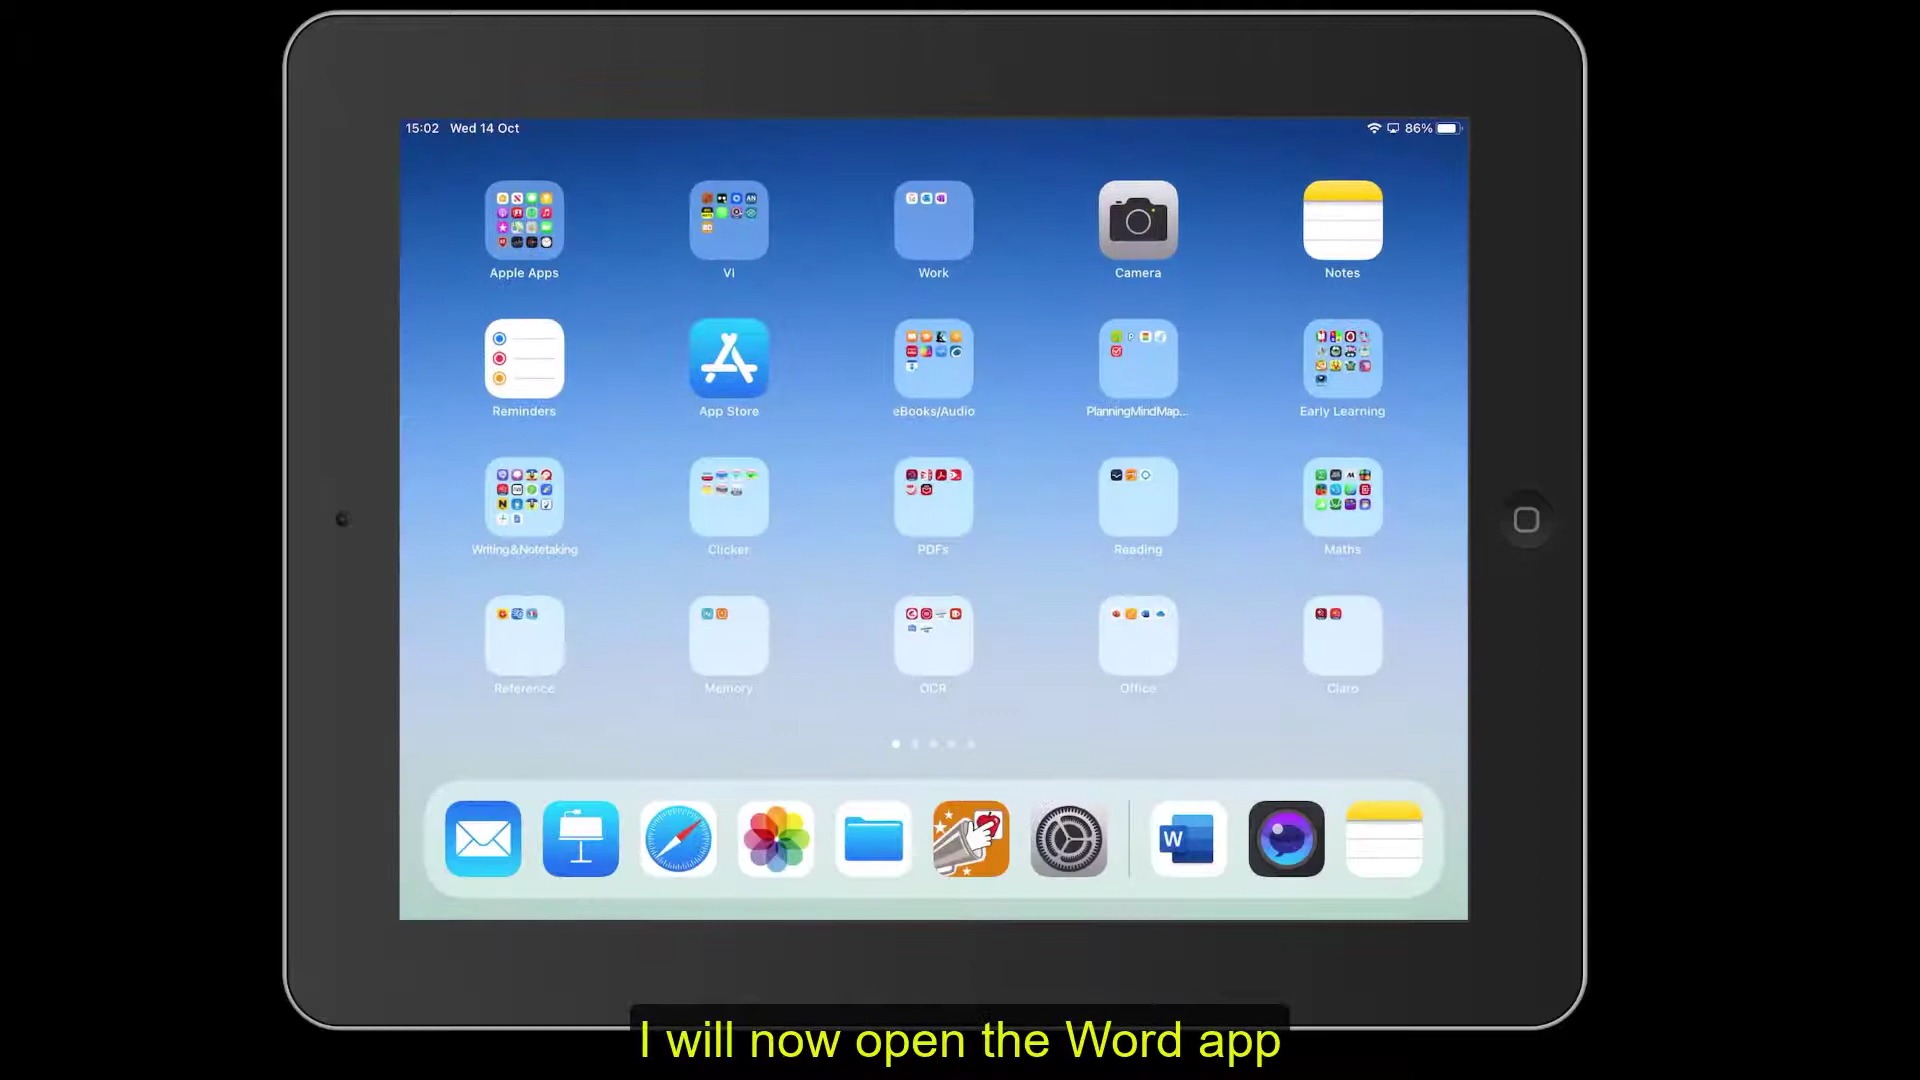 15:02 Wed 14 Oct
86%
Apple Apps
VI
Work
Camera
Notes
Reminders
App Store
eBooks/Audio
PlanningMindMap...
Early Learning
Writing&Notetaking
Clicker
PDFs
Reading
Maths
Reference
Memory
OCR
Office
Claro
W
I will now open the Word app